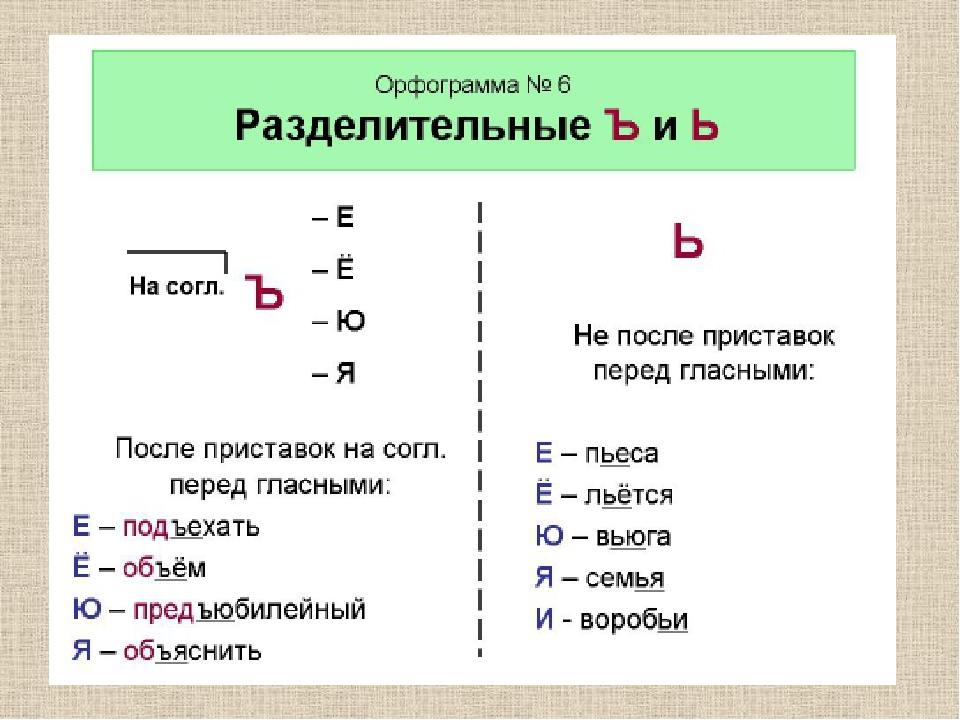 Орфограмма № 6
Разделительные Ъ и Ь
На согл.
Ъ
– Е
– Ё
– Ю
– Я
После приставок на согл.
перед гласными:
Е – подъехать
Ё – объём
Ю – предъюбилейный
Я – объяснить
Ь
Не после приставок
перед гласными:
Е – пьеса
Ё – льётся
Ю – вьюга
Я – семья
И - воробьи